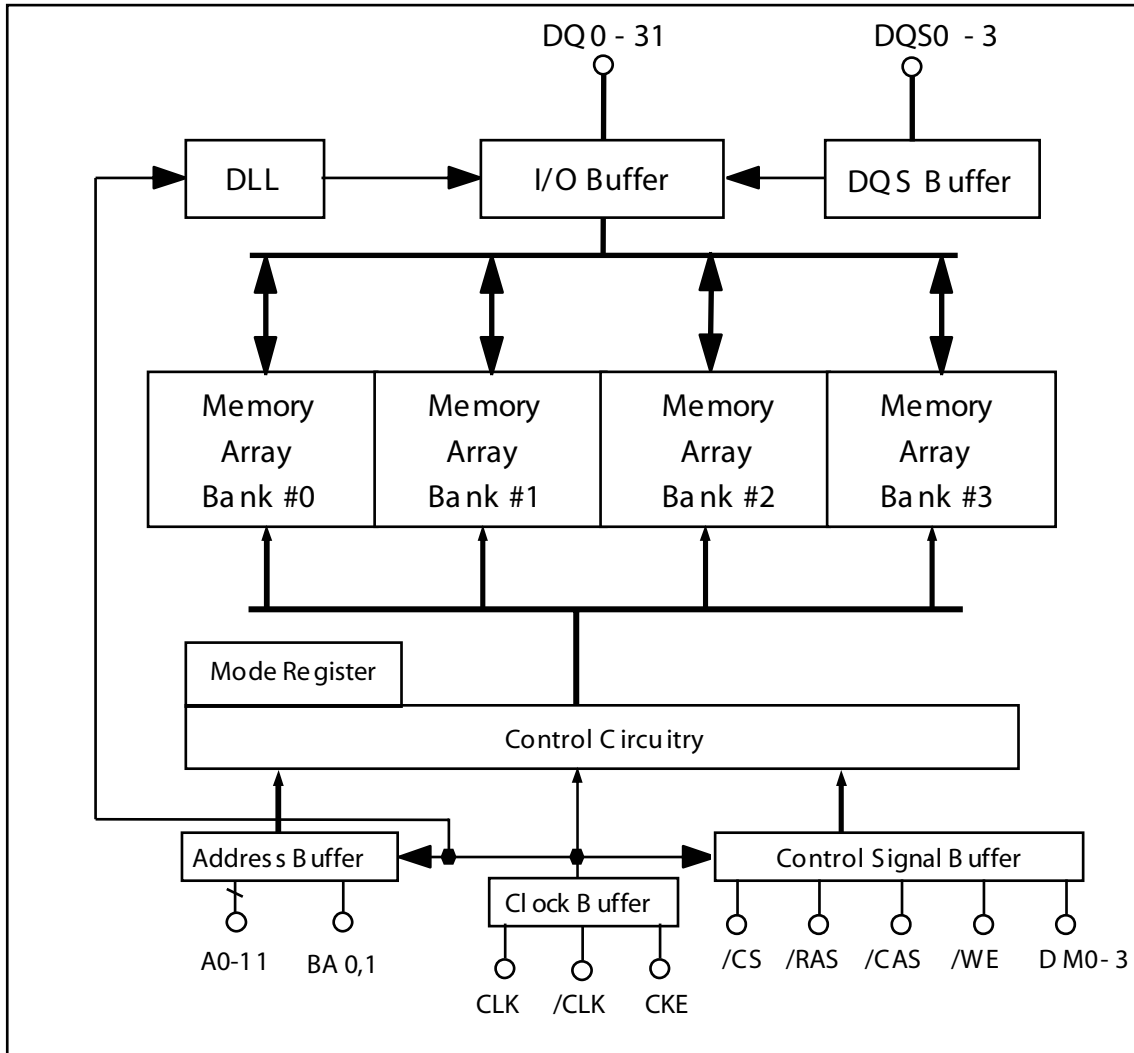 DQ0 - 31
DQS0 - 3
DLL
I/O Buffer
DQS Buffer
Memory
Array
Bank #0
Memory
Array
Bank #1
Memory
Array
Bank #2
Memory
Array
Bank #3
Mode Register
Control Circuitry
Address Buffer
Control Signal Buffer
Clock Buffer
A0-11
BA 0,1
/CS
/RAS
/CAS
/WE
DM0-3
CLK
/CLK
CKE